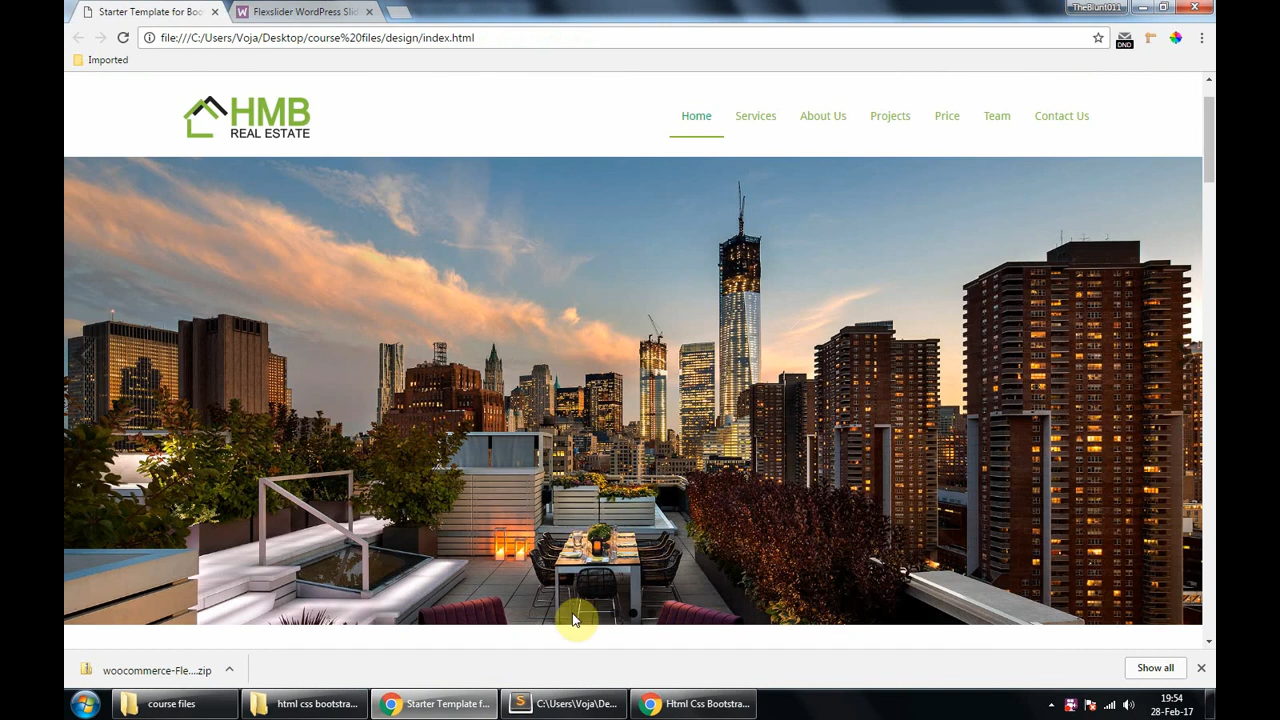 Starter Template for Boo
Flexslider WordPress Slid
TheBlunt011
file:///C:/Users/Voja/Desktop/course%20files/design/index.html
DND
Imported
HMB
REAL ESTATE
Home
Services
About Us
Projects
Price
Team
Contact Us
woocommerce-Fle....zip
Show all
course files
html css bootstra...
Starter Template f...
C:\Users\Voja\De...
Html Css Bootstra...
19:54
28-Feb-17